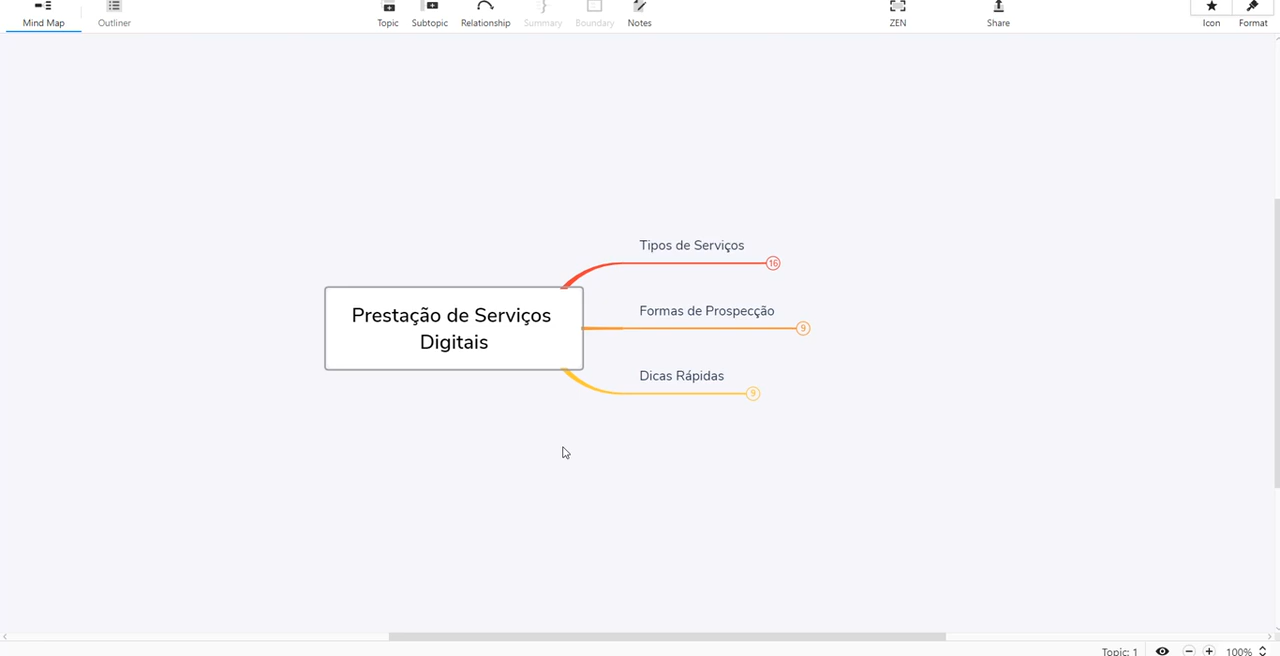 Mind Map
Outliner
Topic
Subtopic
Relationship
Summary
Boundary
Notes
ZEN
Share
Icon
Format
Tipos de Serviços
16
Prestação de Serviços
Digitais
Formas de Prospecção
9
Dicas Rápidas
9
Topic: 1
100%